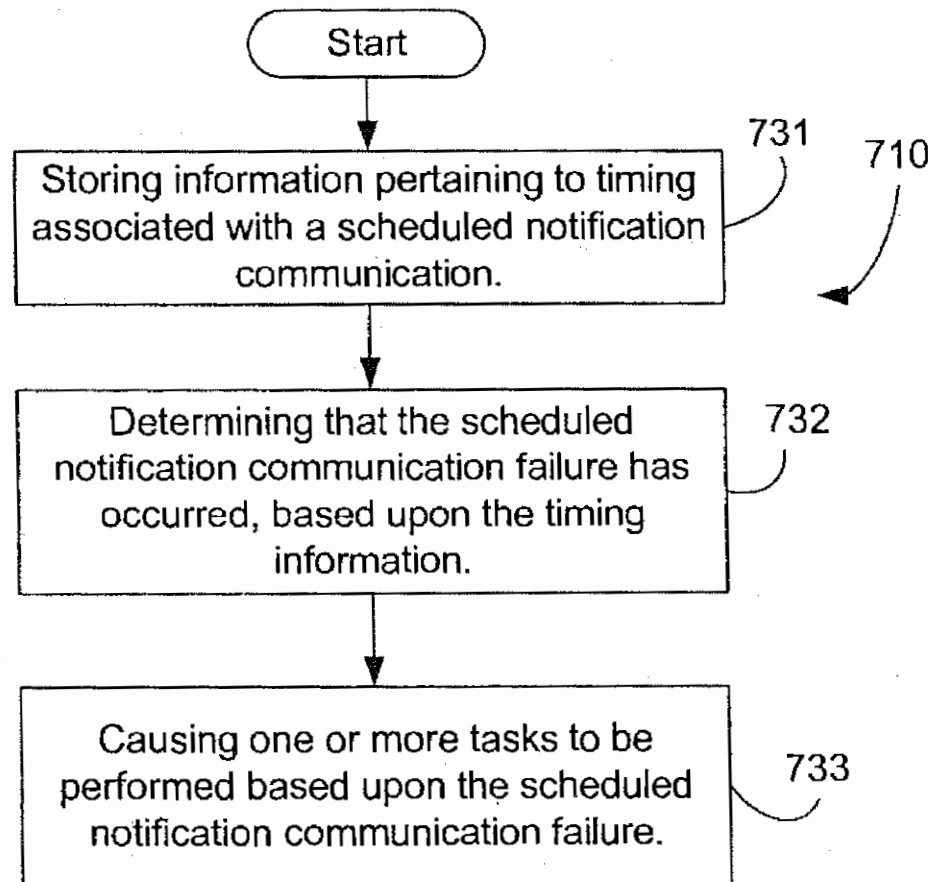 Start
731
710
Storing information pertaining to timing
associated with a scheduled notification
communication.
732
Determining that the scheduled
notification communication failure has
occurred, based upon the timing
information.
733
Causing one or more tasks to be
performed based upon the scheduled
notification communication failure.